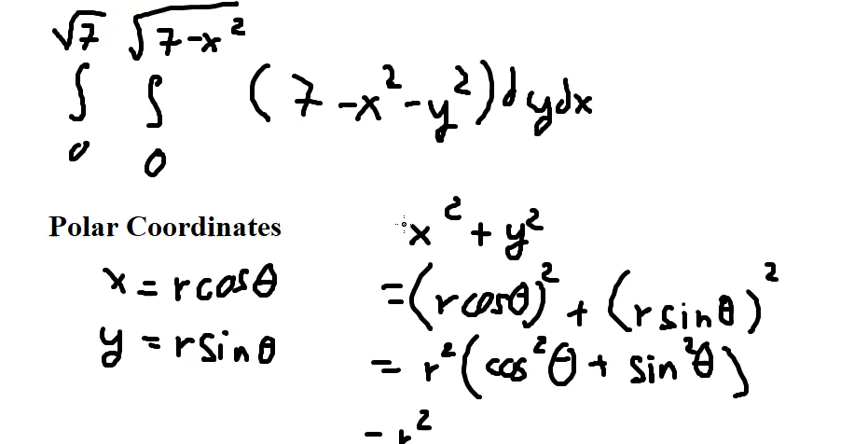 ∫₀^√7 ∫₀^√(7-x²) (7-x²-y²)dydx
Polar Coordinates
x = rcosθ
y = rsinθ
x² + y²
= (rcosθ)² + (rsinθ)²
= r²(cos²θ + sin²θ)
= r²